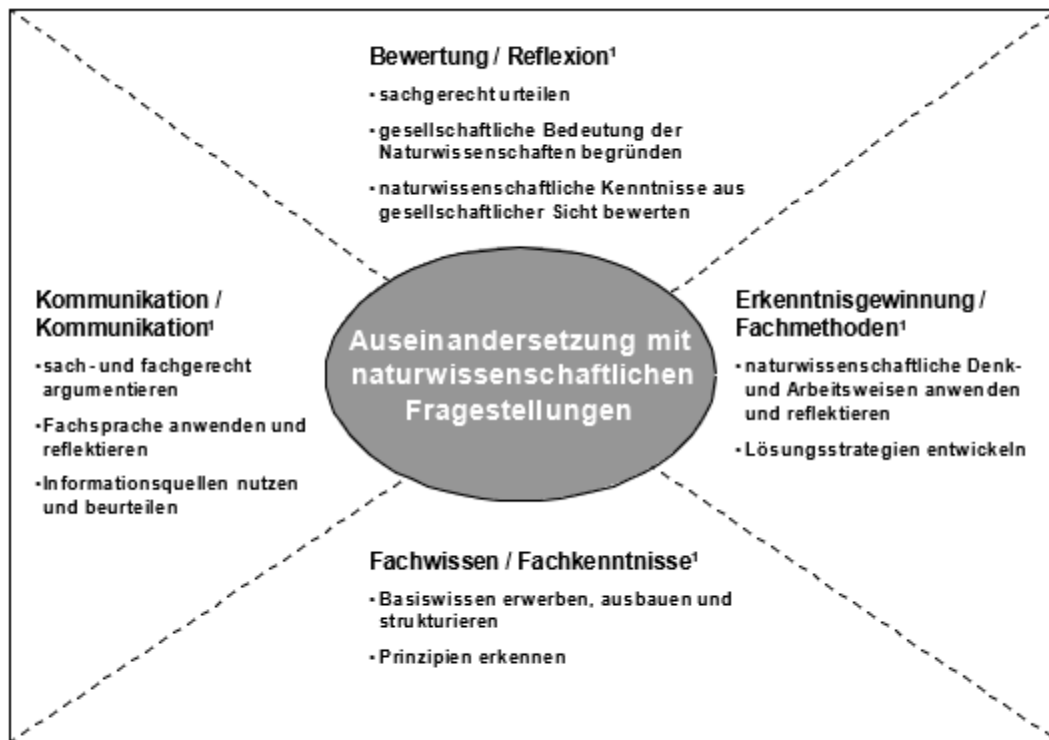 Bewertung / Reflexion¹
▪ sachgerecht urteilen
▪ gesellschaftliche Bedeutung der
Naturwissenschaften begründen
▪ naturwissenschaftliche Kenntnisse aus
gesellschaftlicher Sicht bewerten
Kommunikation /
Kommunikation¹
▪ sach- und fachgerecht
argumentieren
▪ Fachsprache anwenden und
reflektieren
▪ Informationsquellen nutzen
und beurteilen
Auseinandersetzung mit
naturwissenschaftlichen
Fragestellungen
Erkenntnisgewinnung /
Fachmethoden¹
▪ naturwissenschaftliche Denk-
und Arbeitsweisen anwenden
und reflektieren
▪ Lösungsstrategien entwickeln
Fachwissen / Fachkenntnisse¹
▪ Basiswissen erwerben, ausbauen und
strukturieren
▪ Prinzipien erkennen